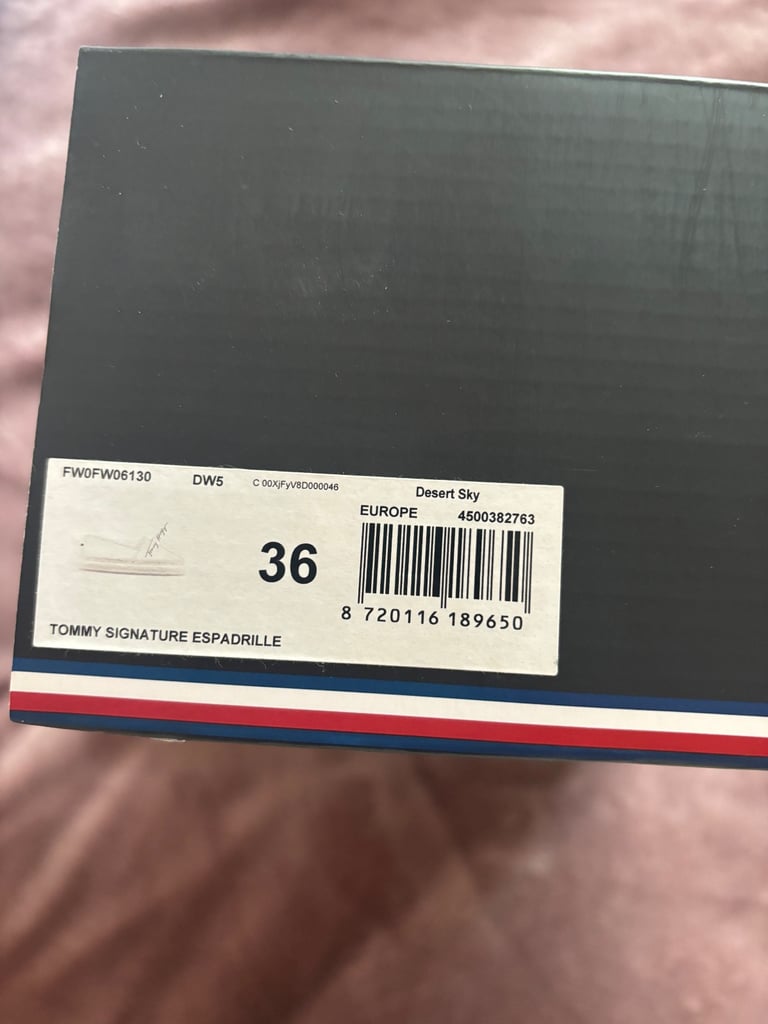 FW0FW06130 DW5 C 00XjFyV8D000046
Desert Sky
EUROPE 4500382763
36
8 720116 189650
TOMMY SIGNATURE ESPADRILLE